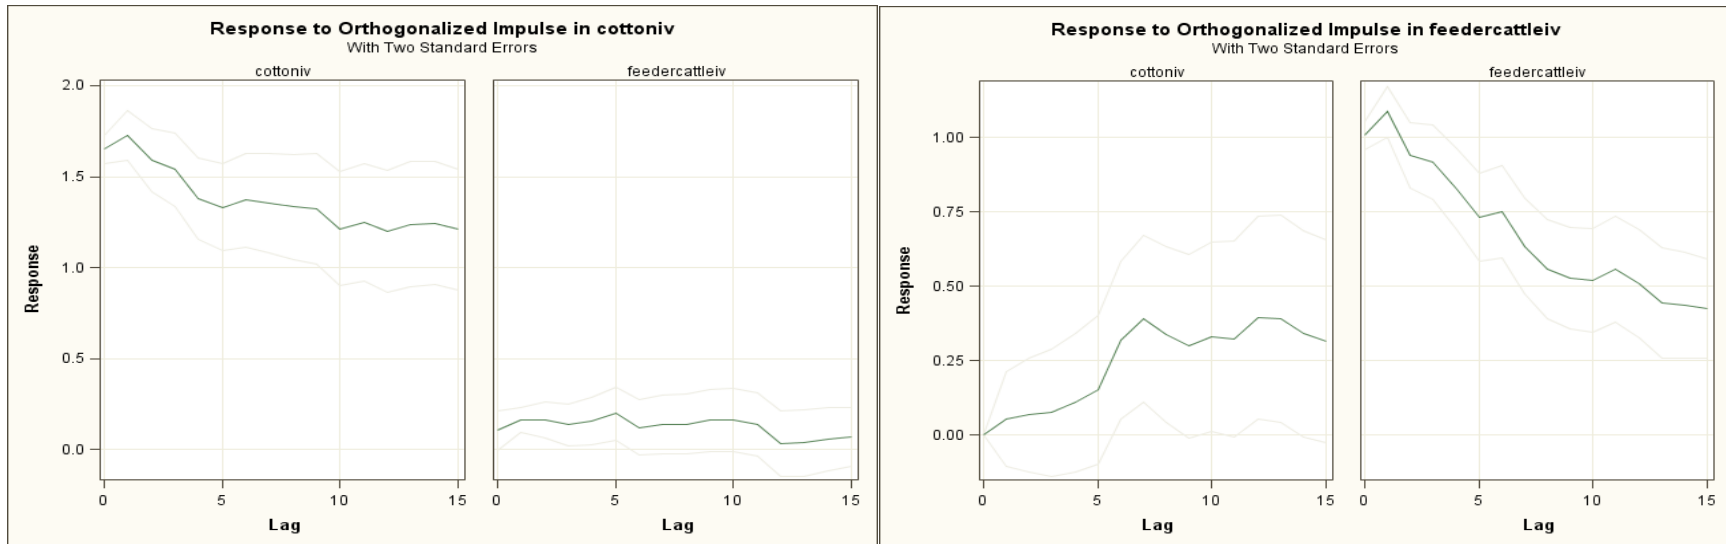 Response to Orthogonalized Impulse in cottoniv
With Two Standard Errors
cottoniv feedercattleiv
2.0
1.5
1.0
0.5
0.0
Response
0 5 10 15 0 5 10 15
Lag Lag
Response to Orthogonalized Impulse in feedercattleiv
With Two Standard Errors
cottoniv feedercattleiv
1.00
0.75
0.50
0.25
0.00
Response
0 5 10 15 0 5 10 15
Lag Lag